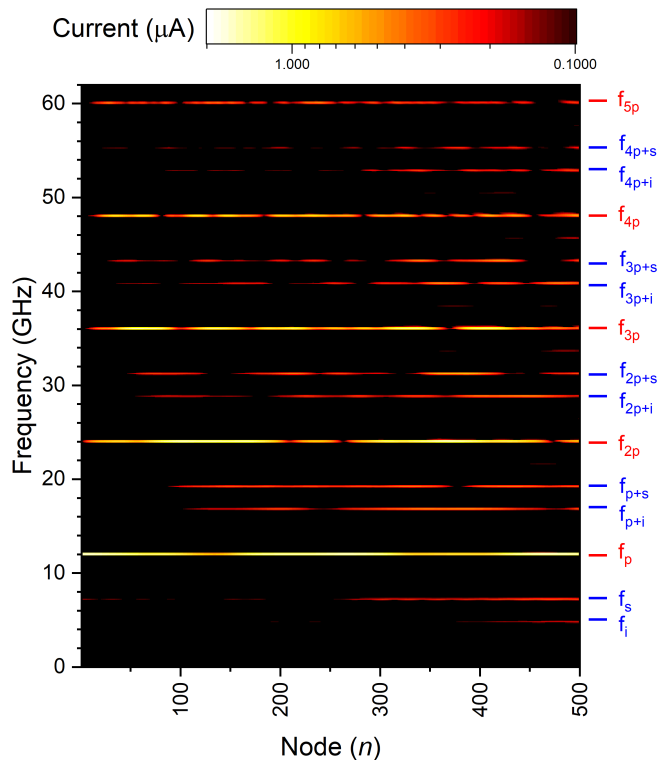 Current (μA)
1.000
0.1000
Frequency (GHz)
60
50
40
30
20
10
0
100
200
300
400
500
Node (n)
f5p
f4p+s
f4p+i
f4p
f3p+s
f3p+i
f3p
f2p+s
f2p+i
f2p
fp+s
fp+i
fp
fs
fi